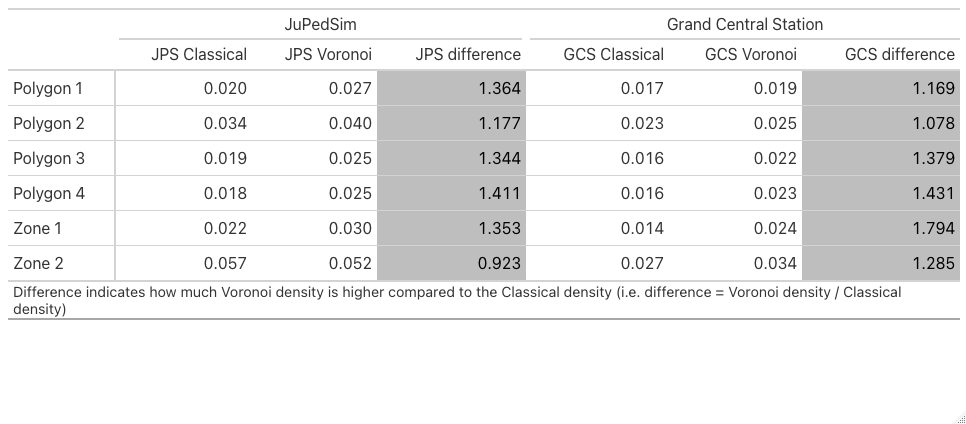 JuPedSim Grand Central Station
JPS Classical JPS Voronoi JPS difference GCS Classical GCS Voronoi GCS difference
Polygon 1 0.020 0.027 1.364 0.017 0.019 1.169
Polygon 2 0.034 0.040 1.177 0.023 0.025 1.078
Polygon 3 0.019 0.025 1.344 0.016 0.022 1.379
Polygon 4 0.018 0.025 1.411 0.016 0.023 1.431
Zone 1 0.022 0.030 1.353 0.014 0.024 1.794
Zone 2 0.057 0.052 0.923 0.027 0.034 1.285
Difference indicates how much Voronoi density is higher compared to the Classical density (i.e. difference = Voronoi density / Classical
density)